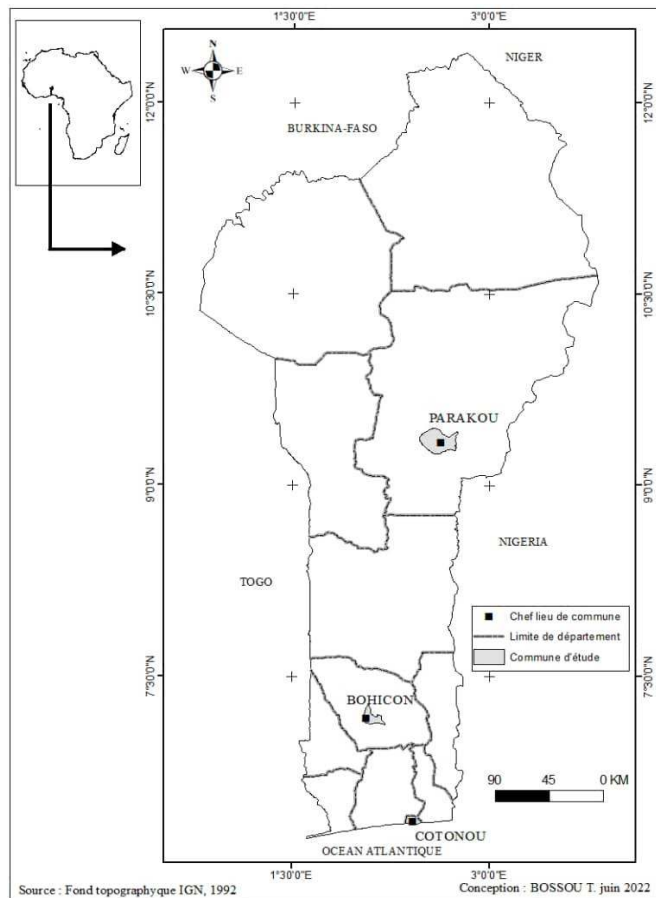 1°30'0"E
3°0'0"E
N
W
E
S
NIGER
12°0'0"N
12°0'0"N
BURKINA-FASO
10°30'0"N
10°30'0"N
PARAKOU
9°0'0"N
9°0'0"N
NIGERIA
TOGO
Chef lieu de commune
Limite de département
Commune d'étude
7°30'0"N
7°30'0"N
BOHICON
90 45 0 KM
COTONOU
OCEAN ATLANTIQUE
1°30'0"E
3°0'0"E
Source : Fond topographyque IGN, 1992
Conception : BOSSOU T. juin 2022